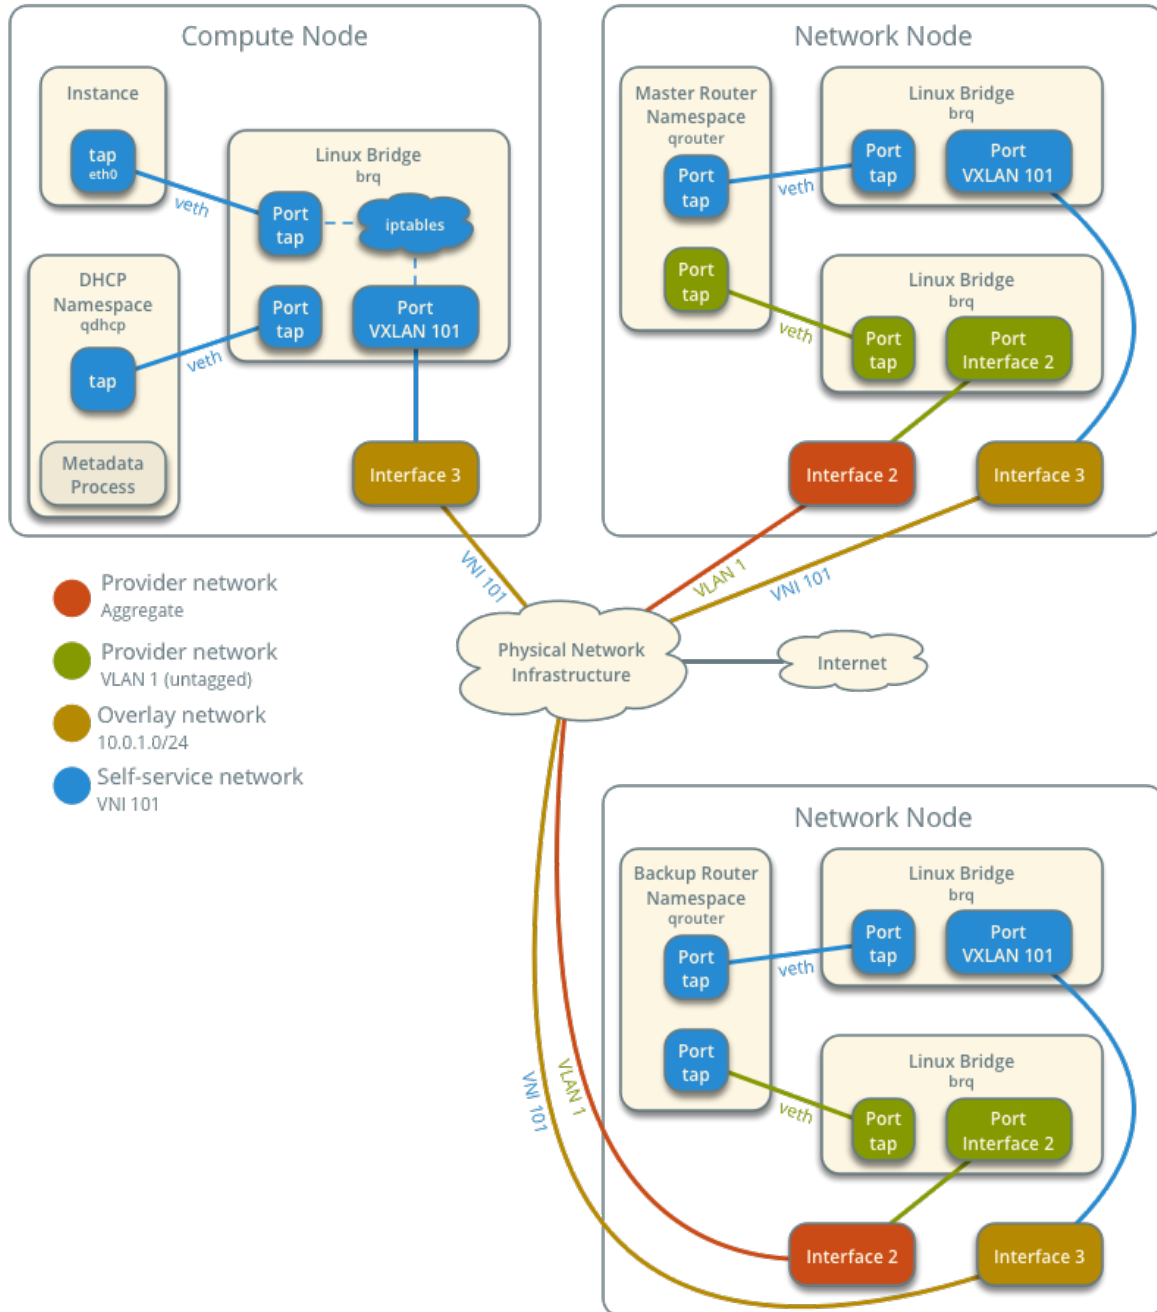 Compute Node
Instance
tap
eth0
veth
Linux Bridge
brq
Port
tap
iptables
DHCP
Namespace
qdhcp
tap
veth
Port
tap
Port
VXLAN 101
Metadata
Process
Interface 3
VNI 101
Network Node
Master Router
Namespace
qrouter
Port
tap
veth
Linux Bridge
brq
Port
tap
Port
VXLAN 101
Port
tap
veth
Linux Bridge
brq
Port
tap
Port
Interface 2
Interface 2
Interface 3
VLAN 1
VNI 101
Provider network
Aggregate
Provider network
VLAN 1 (untagged)
Overlay network
10.0.1.0/24
Self-service network
VNI 101
Physical Network
Infrastructure
Internet
Network Node
Backup Router
Namespace
qrouter
Port
tap
veth
Linux Bridge
brq
Port
tap
Port
VXLAN 101
Port
tap
veth
Linux Bridge
brq
Port
tap
Port
Interface 2
VNI 101
VLAN 1
Interface 2
Interface 3